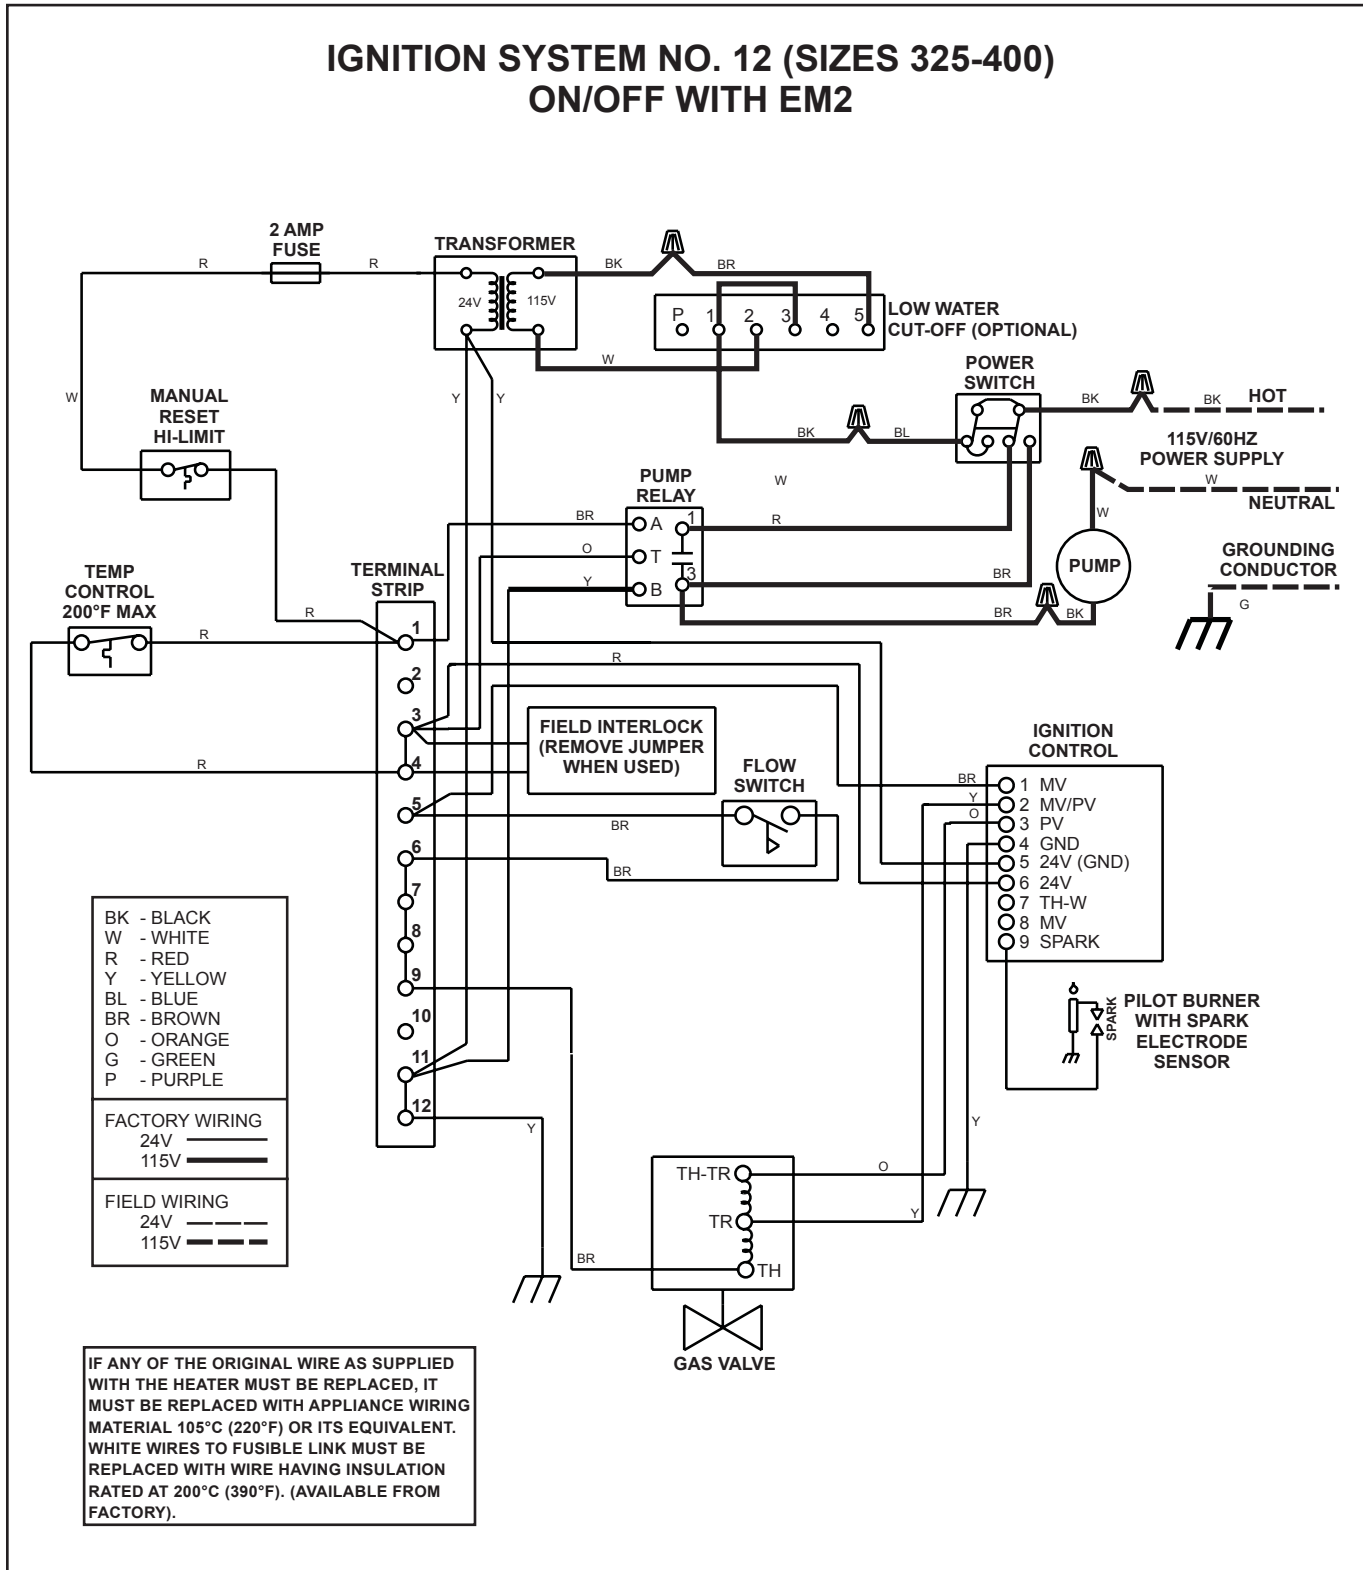 IGNITION SYSTEM NO. 12 (SIZES 325-400)
ON/OFF WITH EM2
2 AMP
FUSE
R
R
TRANSFORMER
24V
115V
BK
BR
P 1 2 3 4 5
LOW WATER
CUT-OFF (OPTIONAL)
W
W
Y
Y
MANUAL
RESET
HI-LIMIT
POWER
SWITCH
BK
BK
HOT
BK
BL
115V/60HZ
POWER SUPPLY
W
NEUTRAL
W
W
PUMP
RELAY
A
T
B
1
3
BR
O
Y
R
BR
BR
BK
PUMP
GROUNDING
CONDUCTOR
G
TEMP
CONTROL
200°F MAX
R
R
R
TERMINAL
STRIP
1
2
3
4
5
6
7
8
9
10
11
12
R
FIELD INTERLOCK
(REMOVE JUMPER
WHEN USED)
FLOW
SWITCH
BR
BR
IGNITION
CONTROL
BR
Y
O
1 MV
2 MV/PV
3 PV
4 GND
5 24V (GND)
6 24V
7 TH-W
8 MV
9 SPARK
SPARK
PILOT BURNER
WITH SPARK
ELECTRODE
SENSOR
Y
Y
BK - BLACK
W - WHITE
R - RED
Y - YELLOW
BL - BLUE
BR - BROWN
O - ORANGE
G - GREEN
P - PURPLE
FACTORY WIRING
24V
115V
FIELD WIRING
24V
115V
TH-TR
TR
TH
O
Y
BR
GAS VALVE
IF ANY OF THE ORIGINAL WIRE AS SUPPLIED
WITH THE HEATER MUST BE REPLACED, IT
MUST BE REPLACED WITH APPLIANCE WIRING
MATERIAL 105°C (220°F) OR ITS EQUIVALENT.
WHITE WIRES TO FUSIBLE LINK MUST BE
REPLACED WITH WIRE HAVING INSULATION
RATED AT 200°C (390°F). (AVAILABLE FROM
FACTORY).